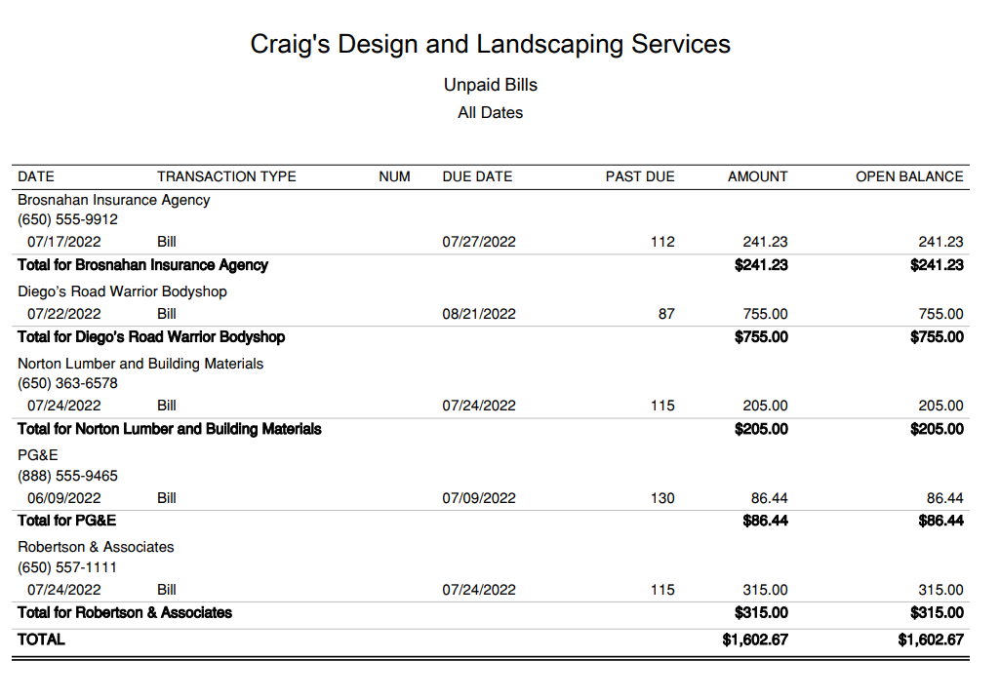 Craig's Design and Landscaping Services
Unpaid Bills
All Dates
DATE TRANSACTION TYPE NUM DUE DATE PAST DUE AMOUNT OPEN BALANCE
Brosnahan Insurance Agency
(650) 555-9912
07/17/2022 Bill 07/27/2022 112 241.23 241.23
Total for Brosnahan Insurance Agency $241.23 $241.23
Diego's Road Warrior Bodyshop
07/22/2022 Bill 08/21/2022 87 755.00 755.00
Total for Diego's Road Warrior Bodyshop $755.00 $755.00
Norton Lumber and Building Materials
(650) 363-6578
07/24/2022 Bill 07/24/2022 115 205.00 205.00
Total for Norton Lumber and Building Materials $205.00 $205.00
PG&E
(888) 555-9465
06/09/2022 Bill 07/09/2022 130 86.44 86.44
Total for PG&E $86.44 $86.44
Robertson & Associates
(650) 557-1111
07/24/2022 Bill 07/24/2022 115 315.00 315.00
Total for Robertson & Associates $315.00 $315.00
TOTAL $1,602.67 $1,602.67